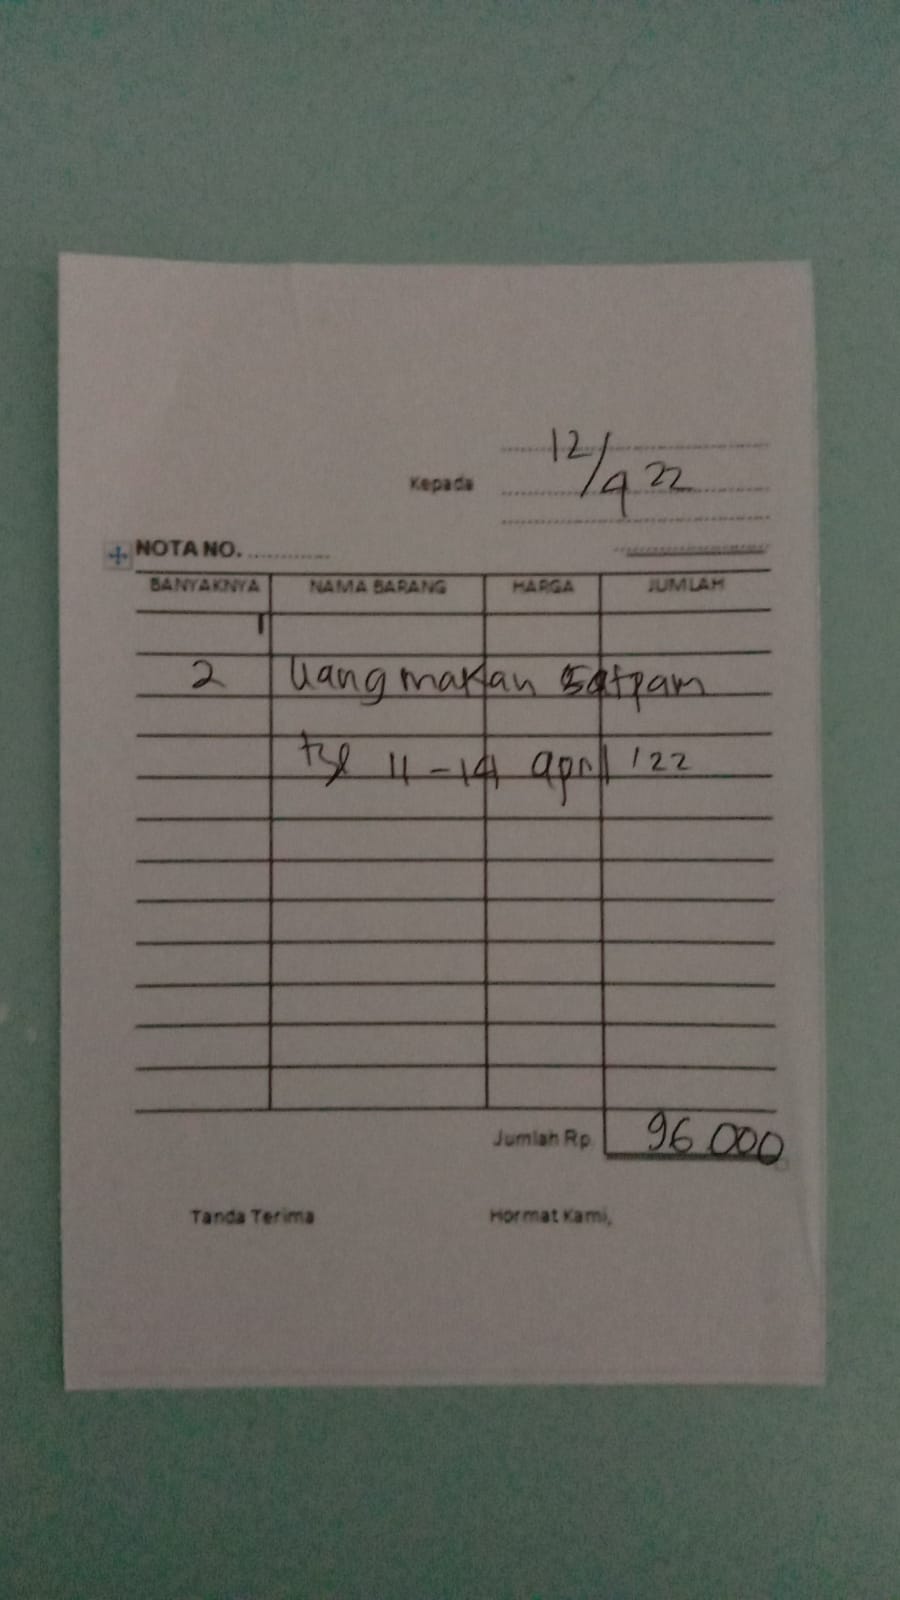 12/4 22
Kepada
NOTA NO. ............
BANYAKNYA NAMA BARANG HARGA JUMLAH
2 Uang makan satpam
tgl 11-14 april '22
Jumlah Rp. 96 000
Tanda Terima Hormat Kami,